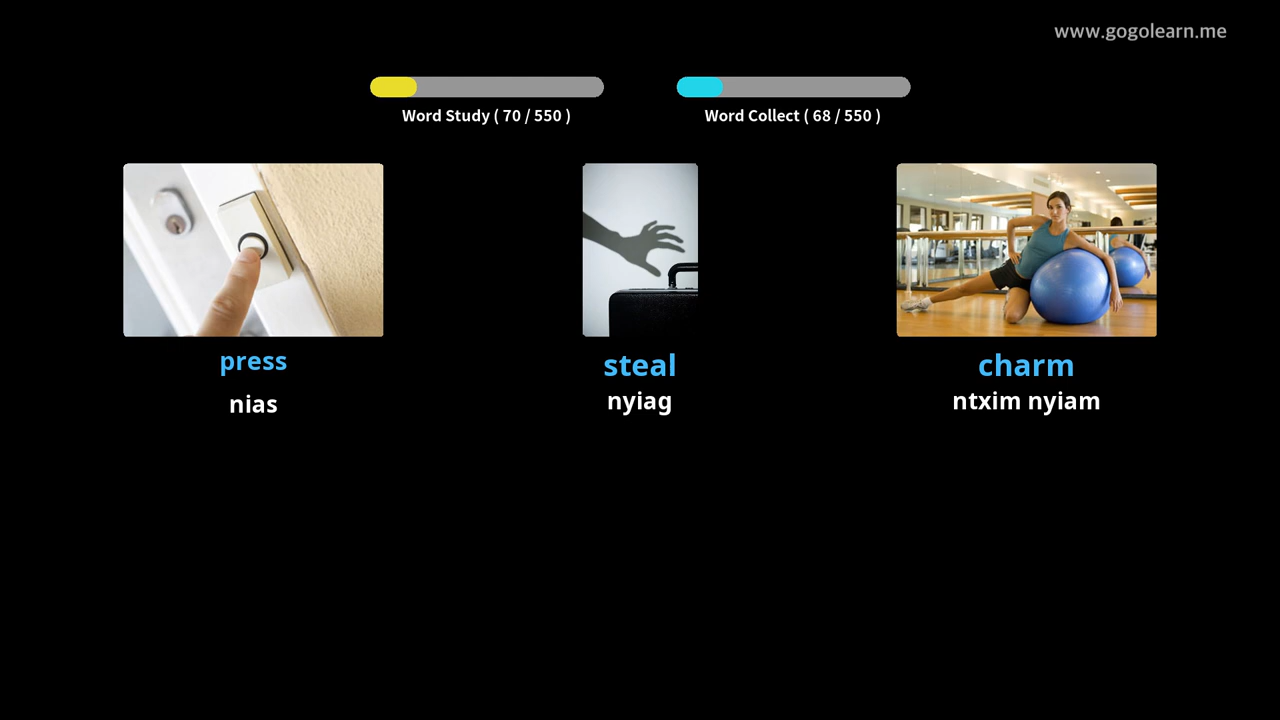 www.gogolearn.me
Word Study ( 70 / 550 )
Word Collect ( 68 / 550 )
press
nias
steal
nyiag
charm
ntxim nyiam